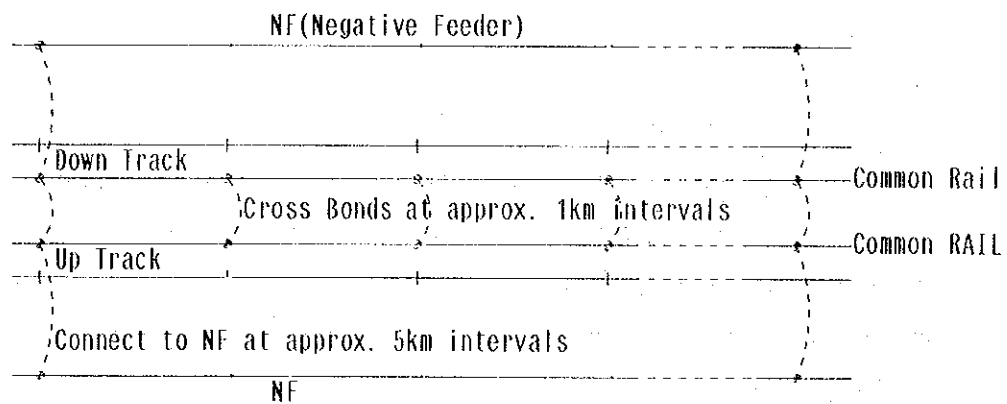 NF(Negative Feeder)
Down Track
Common Rail
Cross Bonds at approx. 1km intervals
Common RAIL
Up Track
Connect to NF at approx. 5km intervals
NF